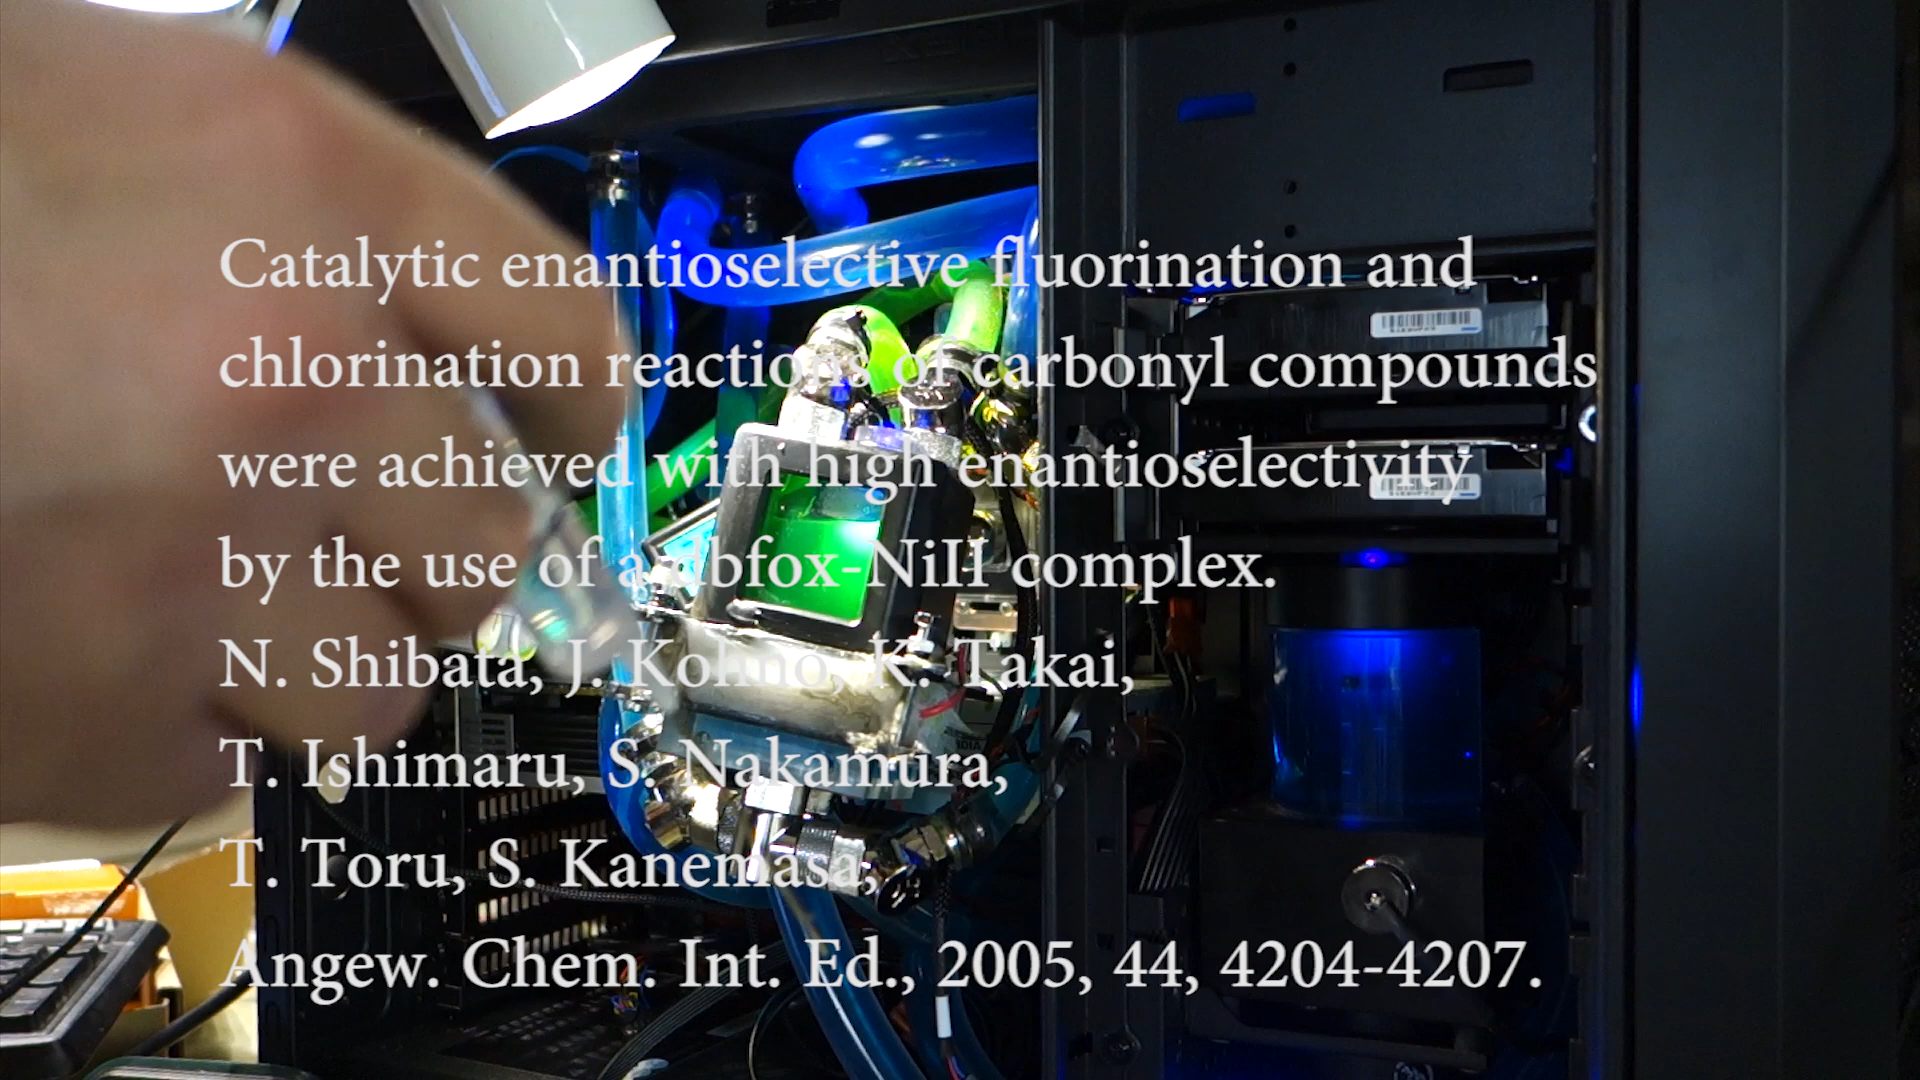 Catalytic enantioselective fluorination and
chlorination reactions of carbonyl compounds
were achieved with high enantioselectivity
by the use of a dbfox-NiII complex.
N. Shibata, J. Kohno, K. Takai,
T. Ishimaru, S. Nakamura,
T. Toru, S. Kanemasa,
Angew. Chem. Int. Ed., 2005, 44, 4204-4207.